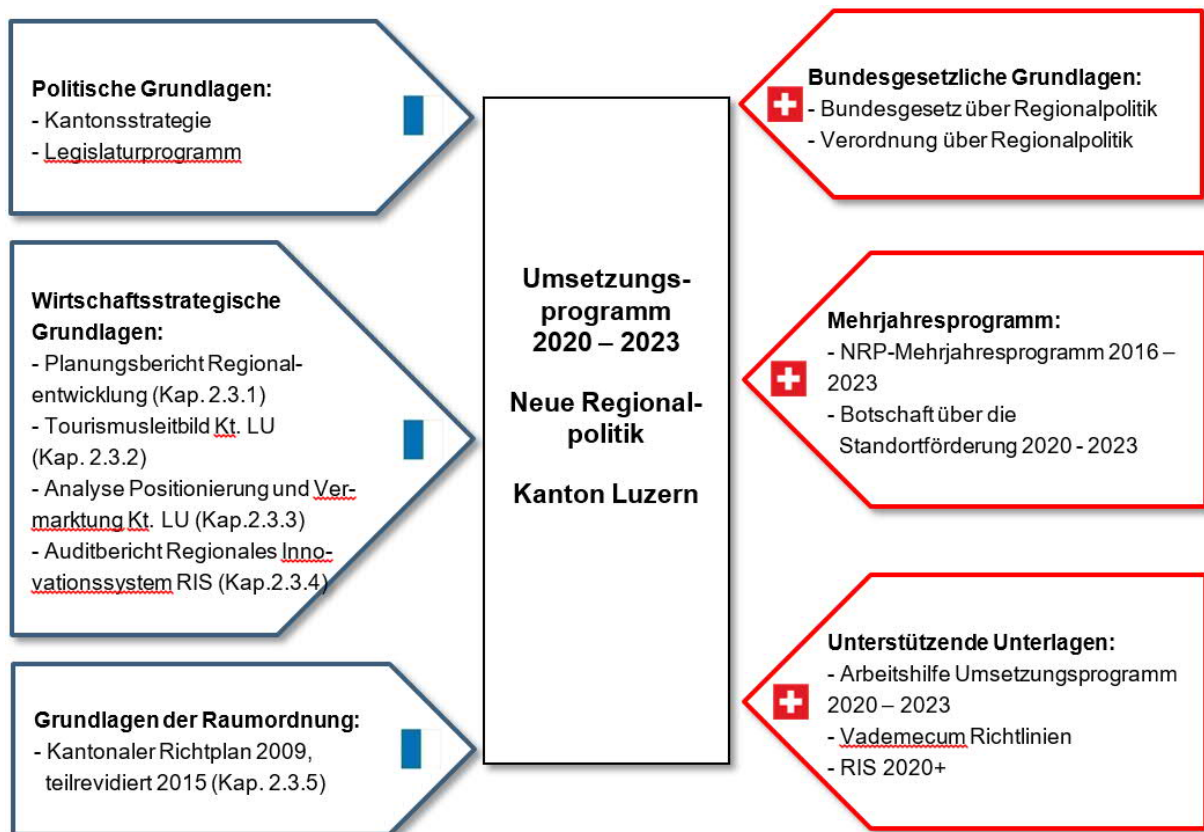 Politische Grundlagen:
- Kantonsstrategie
- Legislaturprogramm
Wirtschaftsstrategische
Grundlagen:
- Planungsbericht Regional-
entwicklung (Kap. 2.3.1)
- Tourismusleitbild Kt. LU
(Kap. 2.3.2)
- Analyse Positionierung und Ver-
marktung Kt. LU (Kap.2.3.3)
- Auditbericht Regionales Inno-
vationssystem RIS (Kap.2.3.4)
Grundlagen der Raumordnung:
- Kantonaler Richtplan 2009,
teilrevidiert 2015 (Kap. 2.3.5)
Umsetzungs-
programm
2020 – 2023
Neue Regional-
politik
Kanton Luzern
Bundesgesetzliche Grundlagen:
- Bundesgesetz über Regionalpolitik
- Verordnung über Regionalpolitik
Mehrjahresprogramm:
- NRP-Mehrjahresprogramm 2016 –
2023
- Botschaft über die
Standortförderung 2020 - 2023
Unterstützende Unterlagen:
- Arbeitshilfe Umsetzungsprogramm
2020 – 2023
- Vademecum Richtlinien
- RIS 2020+